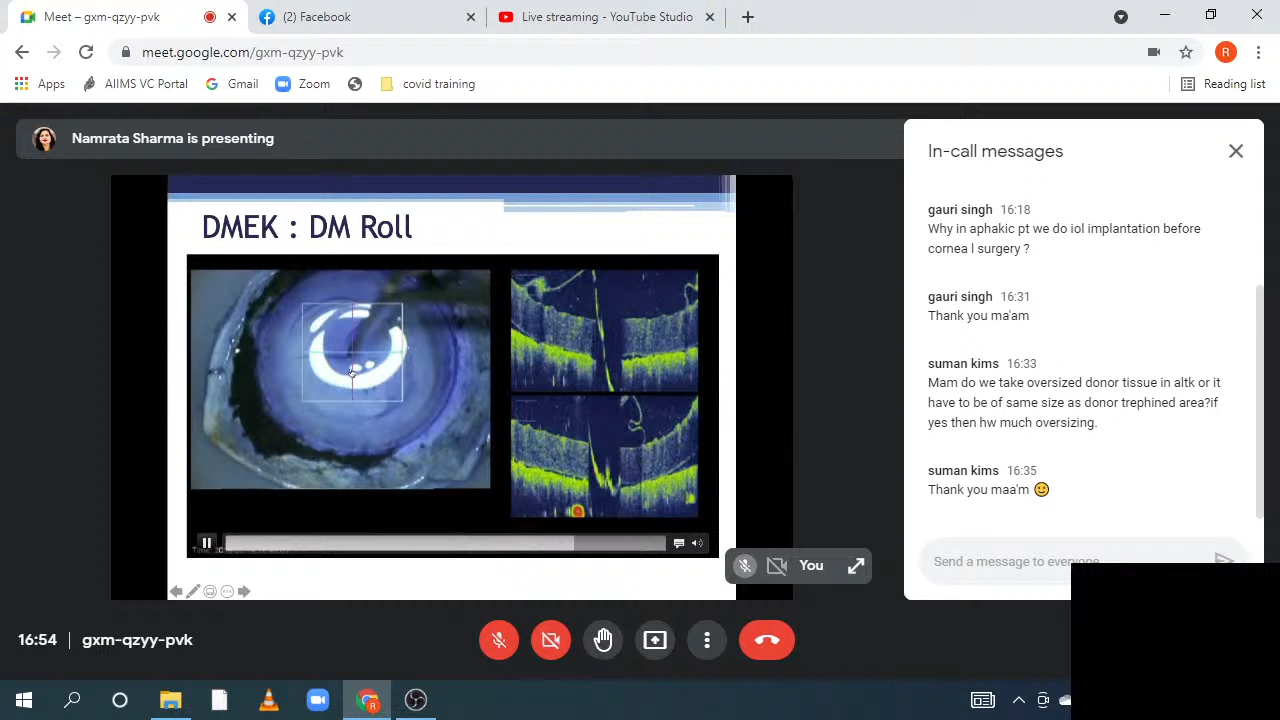 Meet – gxm-qzyy-pvk
(2) Facebook
Live streaming - YouTube Studio
meet.google.com/gxm-qzyy-pvk
R
Apps
AIIMS VC Portal
Gmail
Zoom
covid training
Reading list
Namrata Sharma is presenting
DMEK : DM Roll
You
In-call messages
gauri singh 16:18
Why in aphakic pt we do iol implantation before
cornea l surgery ?
gauri singh 16:31
Thank you ma'am
suman kims 16:33
Mam do we take oversized donor tissue in altk or it
have to be of same size as donor trephined area?if
yes then hw much oversizing.
suman kims 16:35
Thank you maa'm
Send a message to everyone
16:54
gxm-qzyy-pvk